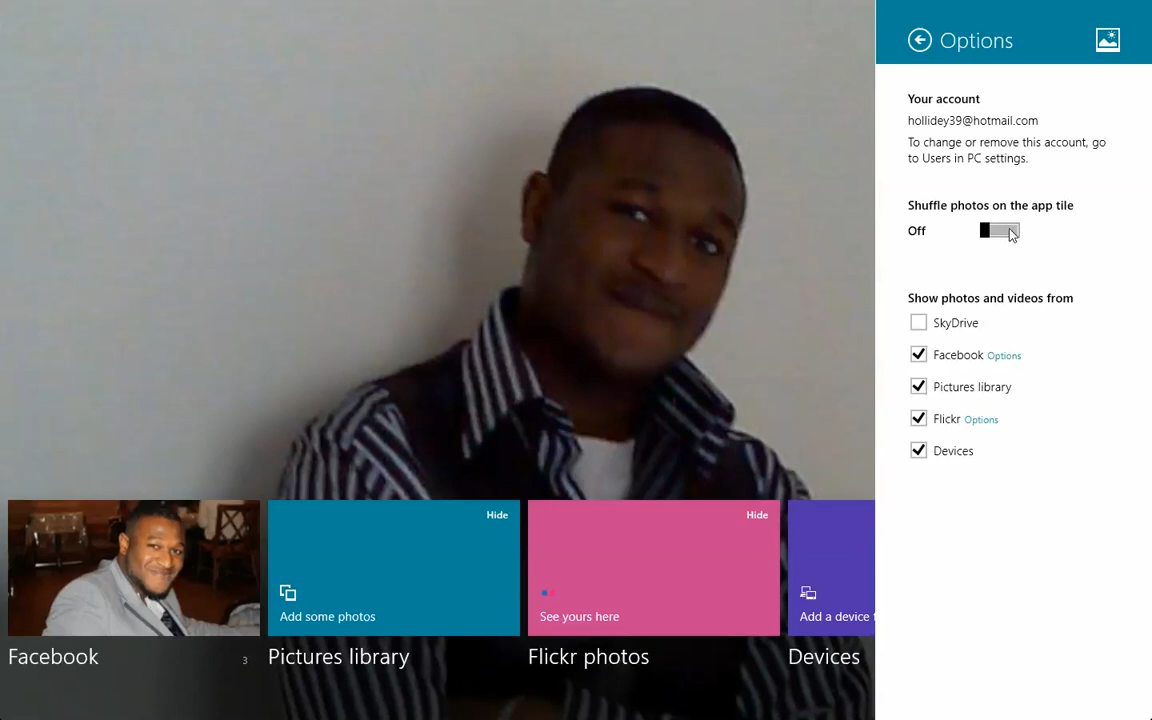 Options
Your account
hollidey39@hotmail.com
To change or remove this account, go
to Users in PC settings.
Shuffle photos on the app tile
Off
Show photos and videos from
SkyDrive
Facebook Options
Pictures library
Flickr Options
Devices
Hide
Hide
Add some photos
See yours here
Add a device
Facebook 3
Pictures library
Flickr photos
Devices